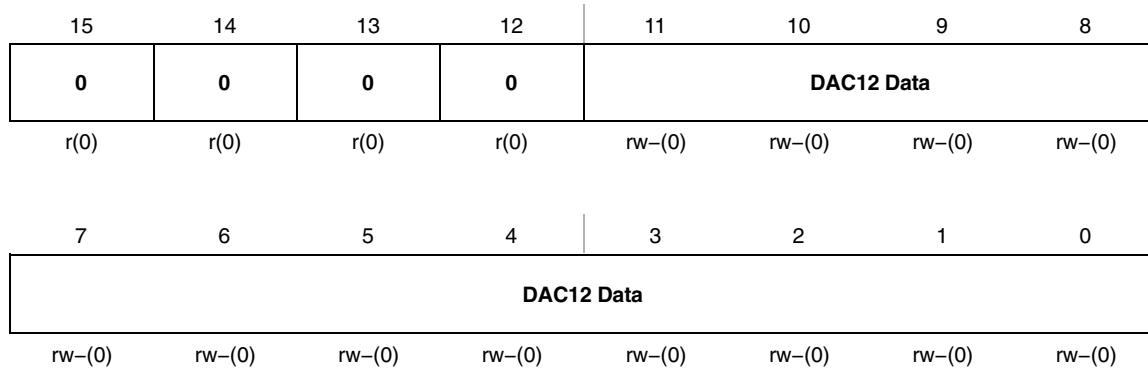 15 14 13 12 11 10 9 8
0 0 0 0 DAC12 Data
r(0) r(0) r(0) r(0) rw−(0) rw−(0) rw−(0) rw−(0)
7 6 5 4 3 2 1 0
DAC12 Data
rw−(0) rw−(0) rw−(0) rw−(0) rw−(0) rw−(0) rw−(0) rw−(0)